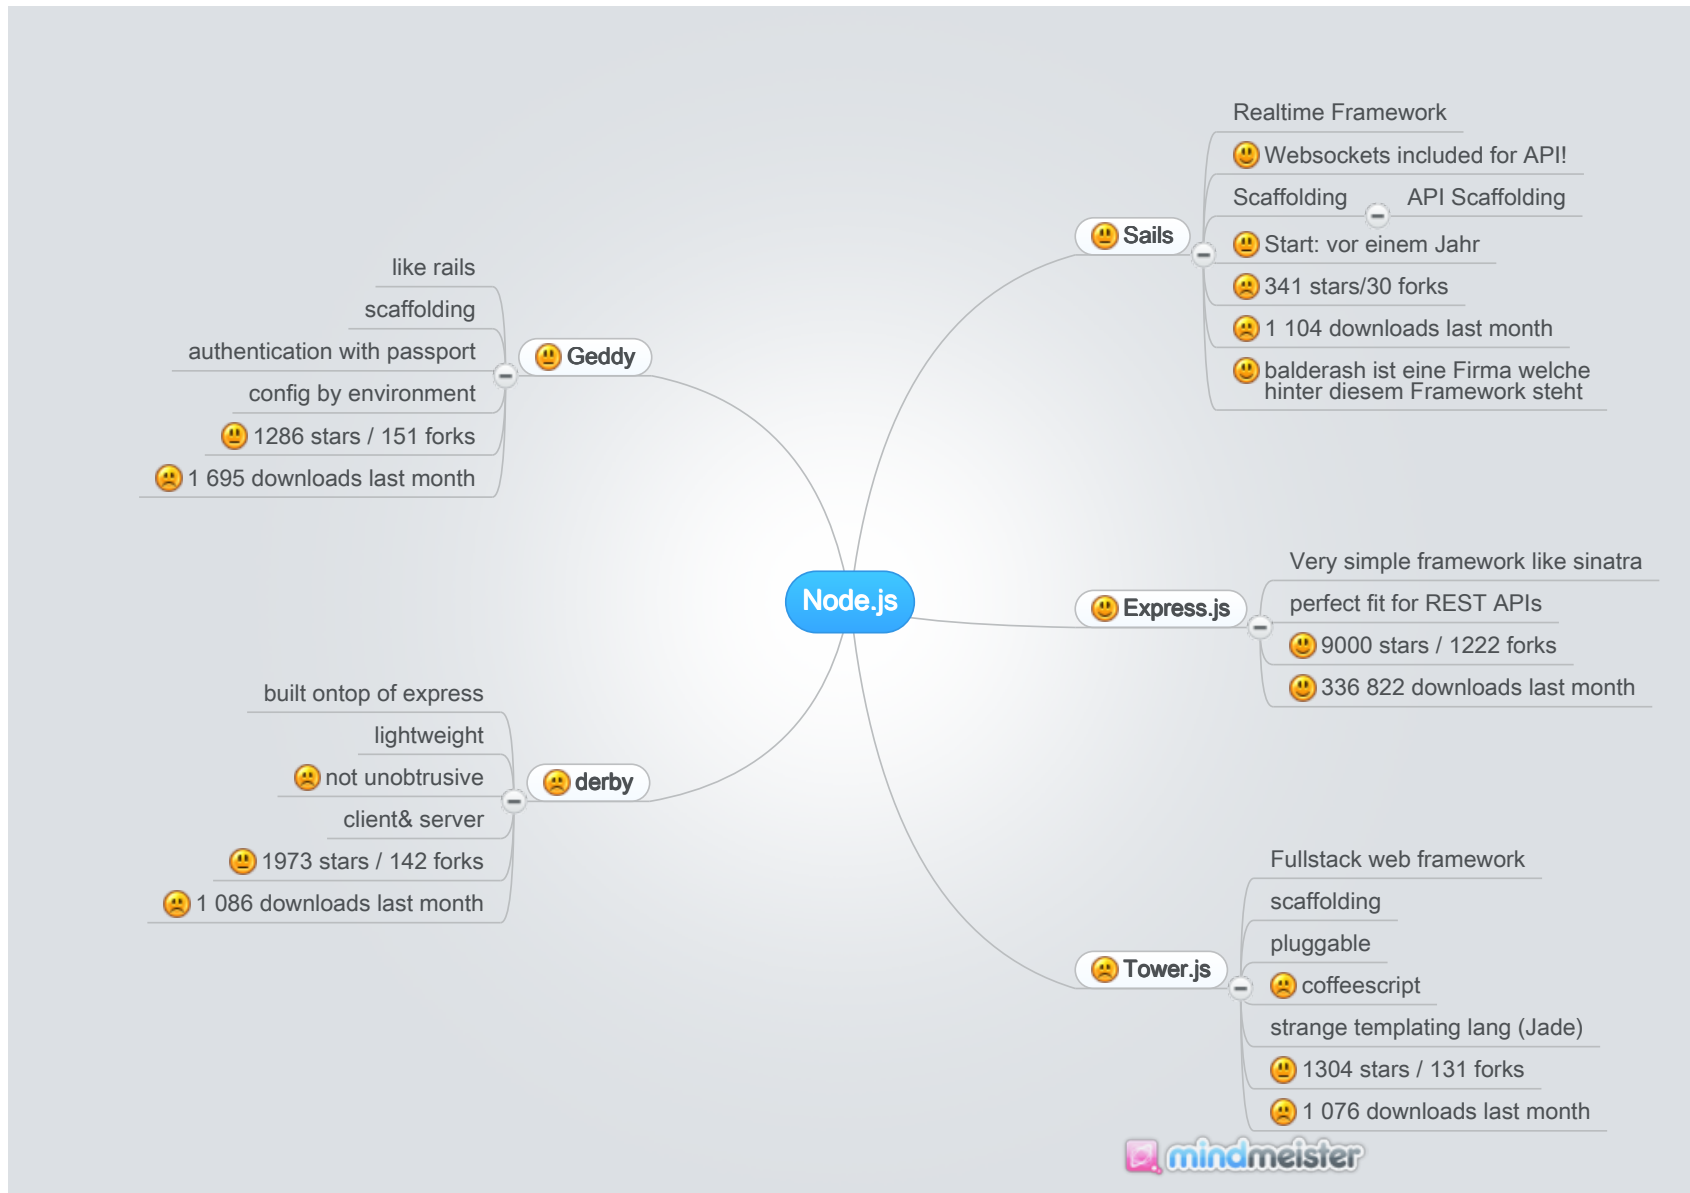 Node.js
Geddy
like rails
scaffolding
authentication with passport
config by environment
1286 stars / 151 forks
1 695 downloads last month
derby
built ontop of express
lightweight
not unobtrusive
client& server
1973 stars / 142 forks
1 086 downloads last month
Sails
Realtime Framework
Websockets included for API!
Scaffolding
API Scaffolding
Start: vor einem Jahr
341 stars/30 forks
1 104 downloads last month
balderash ist eine Firma welche
hinter diesem Framework steht
Express.js
Very simple framework like sinatra
perfect fit for REST APIs
9000 stars / 1222 forks
336 822 downloads last month
Tower.js
Fullstack web framework
scaffolding
pluggable
coffeescript
strange templating lang (Jade)
1304 stars / 131 forks
1 076 downloads last month
mindmeister